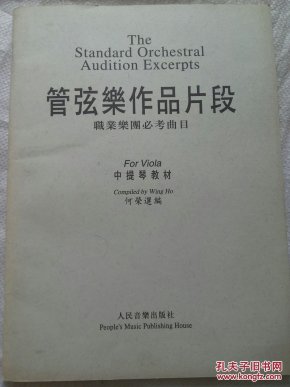 The
Standard Orchestral
Audition Excerpts
管弦樂作品片段
職業樂團必考曲目
For Viola
中提琴教材
Compiled by Wing Ho
何榮選編
人民音樂出版社
People's Music Publishing House
孔夫子旧书网